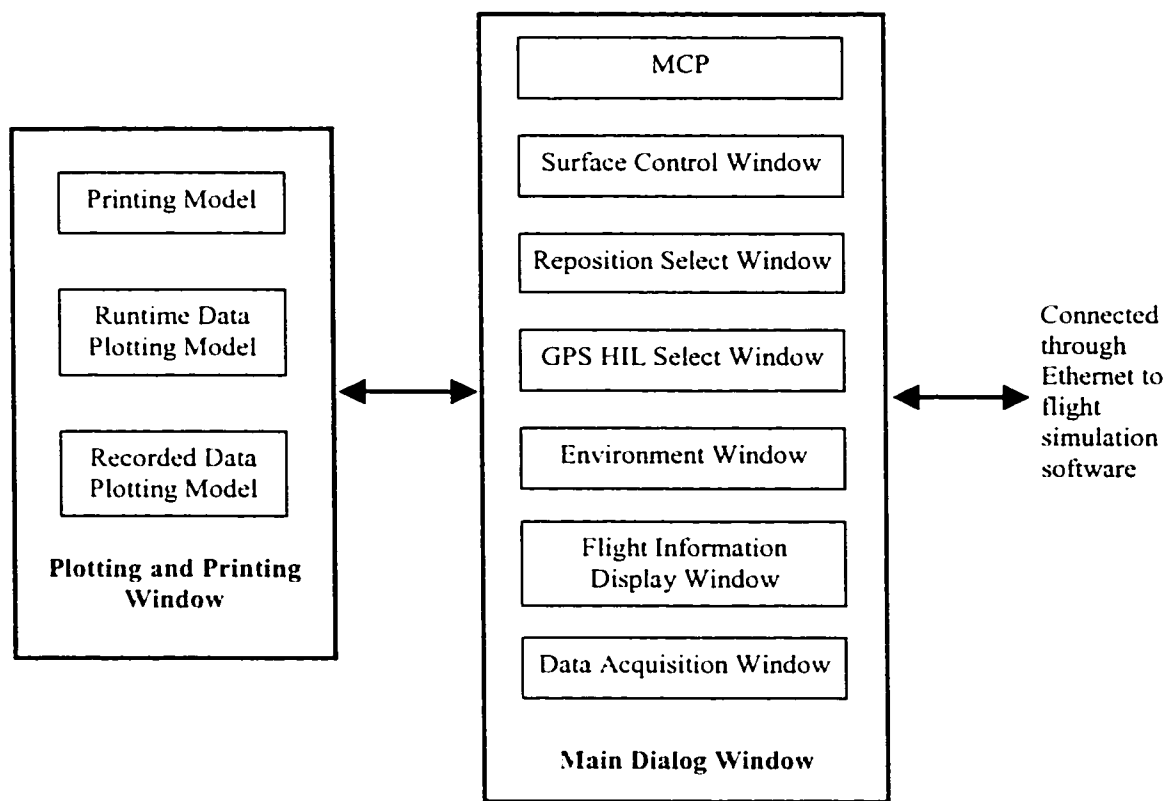 Printing Model
Runtime Data
Plotting Model
Recorded Data
Plotting Model
Plotting and Printing
Window
MCP
Surface Control Window
Reposition Select Window
GPS HIL Select Window
Environment Window
Flight Information
Display Window
Data Acquisition Window
Main Dialog Window
Connected
through
Ethernet to
flight
simulation
software